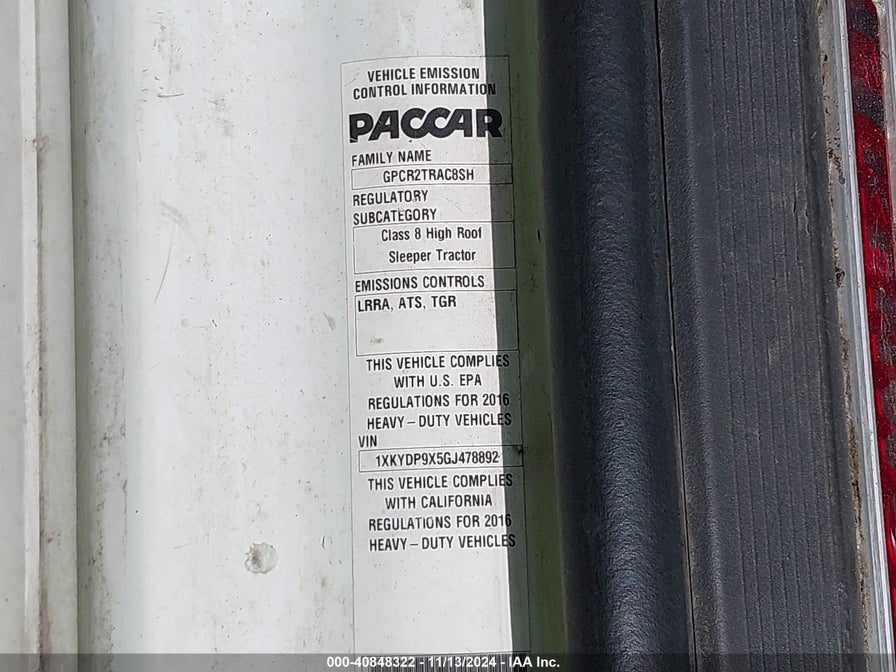 VEHICLE EMISSION
CONTROL INFORMATION
PACCAR
FAMILY NAME
GPCR2TRAC8SH
REGULATORY
SUBCATEGORY
Class 8 High Roof
Sleeper Tractor
EMISSIONS CONTROLS
LRRA, ATS, TGR
THIS VEHICLE COMPLIES
WITH U.S. EPA
REGULATIONS FOR 2016
HEAVY-DUTY VEHICLES
VIN
1XKYDP9X5GJ478892
THIS VEHICLE COMPLIES
WITH CALIFORNIA
REGULATIONS FOR 2016
HEAVY-DUTY VEHICLES
000-40848322 - 11/13/2024 - IAA Inc.